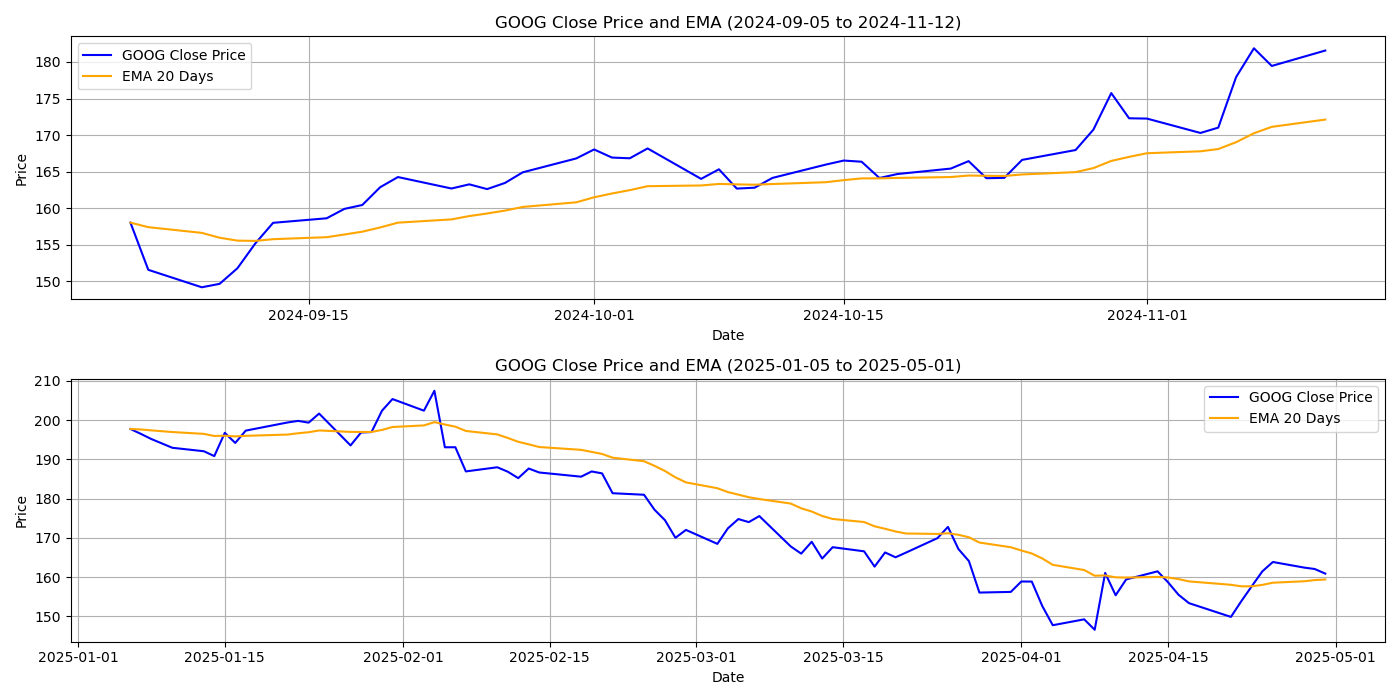 GOOG Close Price and EMA (2024-09-05 to 2024-11-12)
GOOG Close Price
EMA 20 Days
Price
180
175
170
165
160
155
150
2024-09-15
2024-10-01
2024-10-15
2024-11-01
Date
GOOG Close Price and EMA (2025-01-05 to 2025-05-01)
GOOG Close Price
EMA 20 Days
Price
210
200
190
180
170
160
150
2025-01-01
2025-01-15
2025-02-01
2025-02-15
2025-03-01
2025-03-15
2025-04-01
2025-04-15
2025-05-01
Date